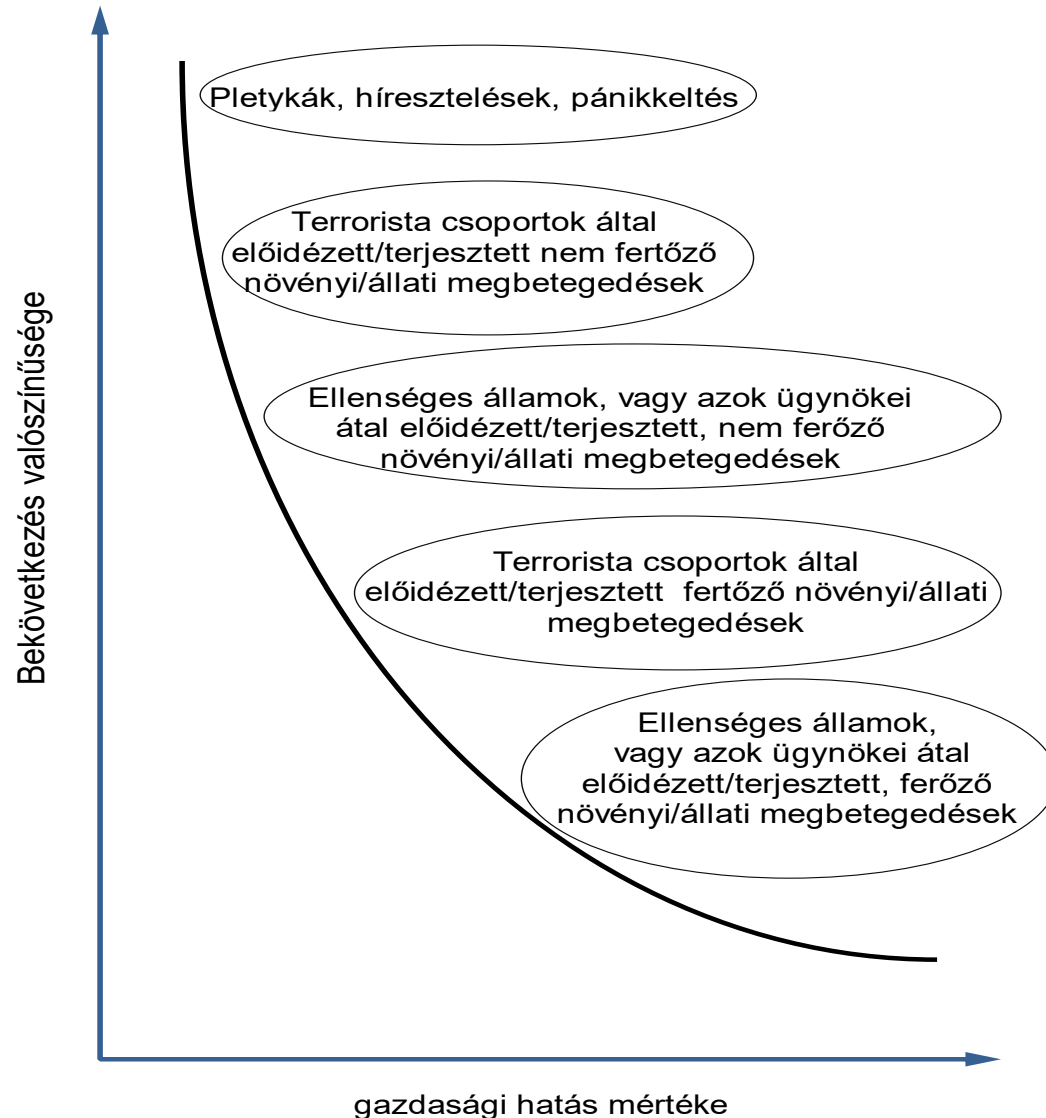 Pletykák, híresztelések, pánikkeltés
Terrorista csoportok által
előidézett/terjesztett nem fertőző
növényi/állati megbetegedések
Ellenséges államok, vagy azok ügynökei
átal előidézett/terjesztett, nem ferőző
növényi/állati megbetegedések
Terrorista csoportok által
előidézett/terjesztett fertőző növényi/állati
megbetegedések
Ellenséges államok,
vagy azok ügynökei átal
előidézett/terjesztett, ferőző
növényi/állati megbetegedések
Bekövetkezés valószínűsége
gazdasági hatás mértéke